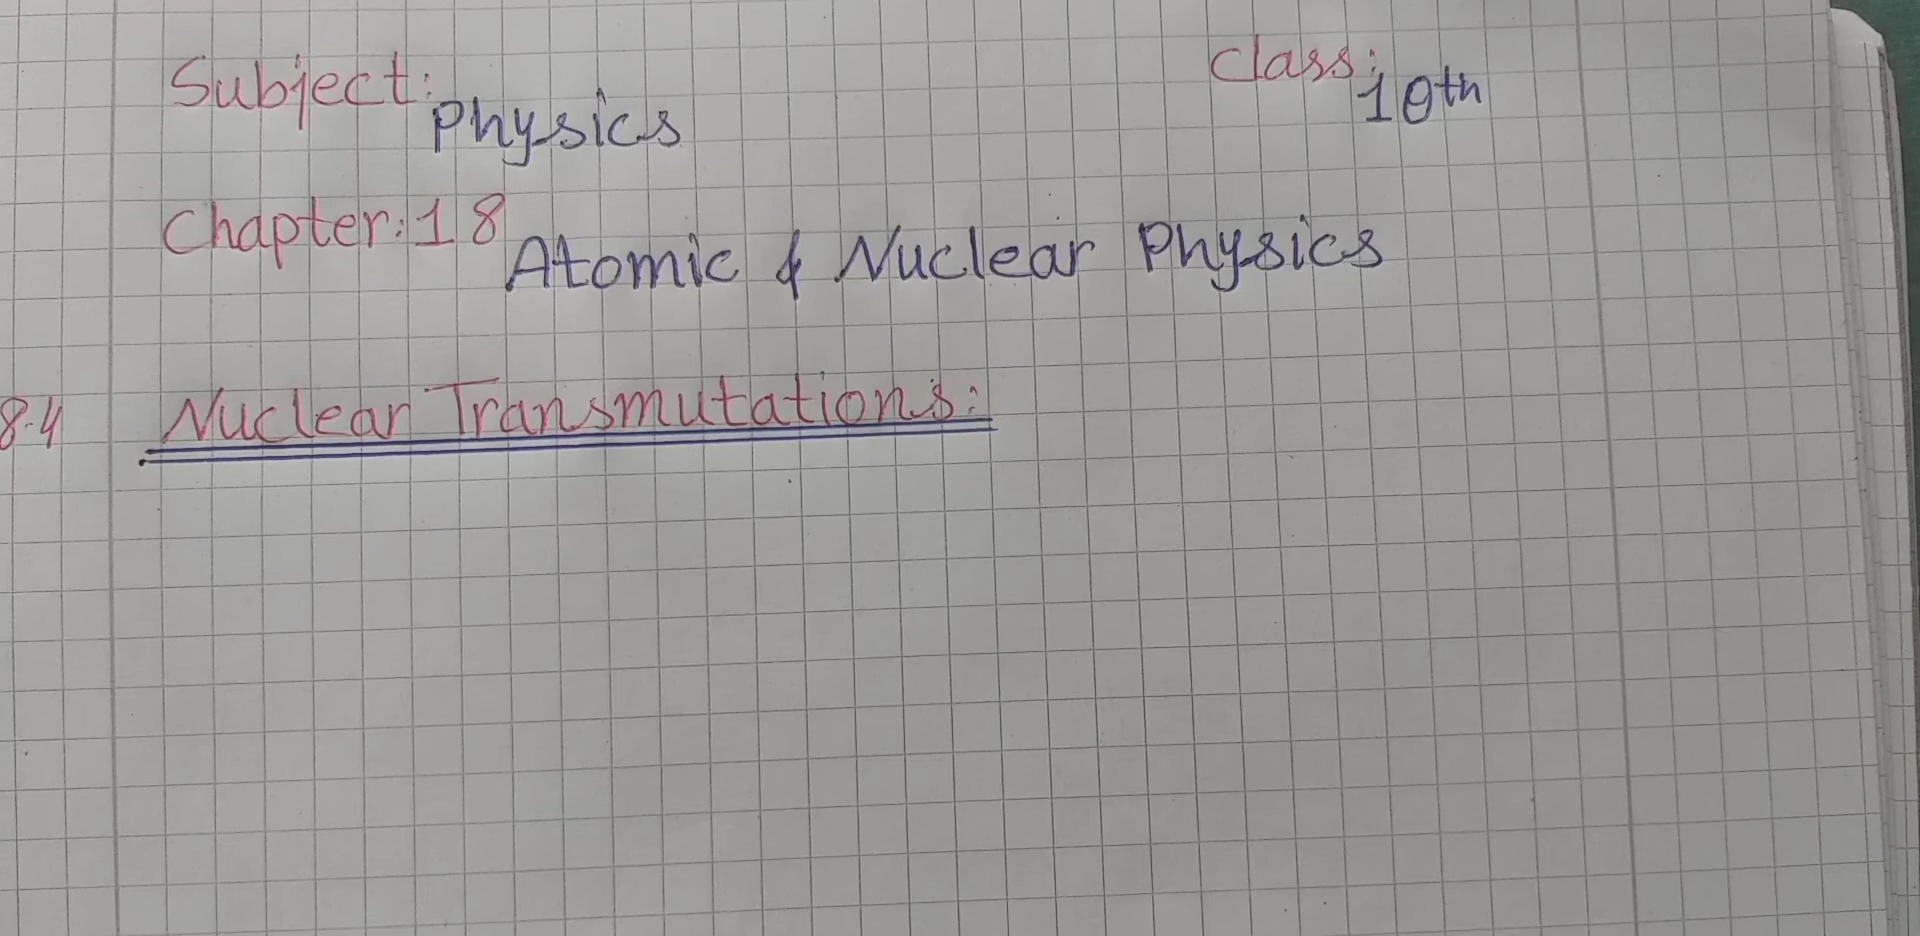 Subject: Physics Class: 10th
Chapter: 18 Atomic & Nuclear Physics
8.4 Nuclear Transmutations: